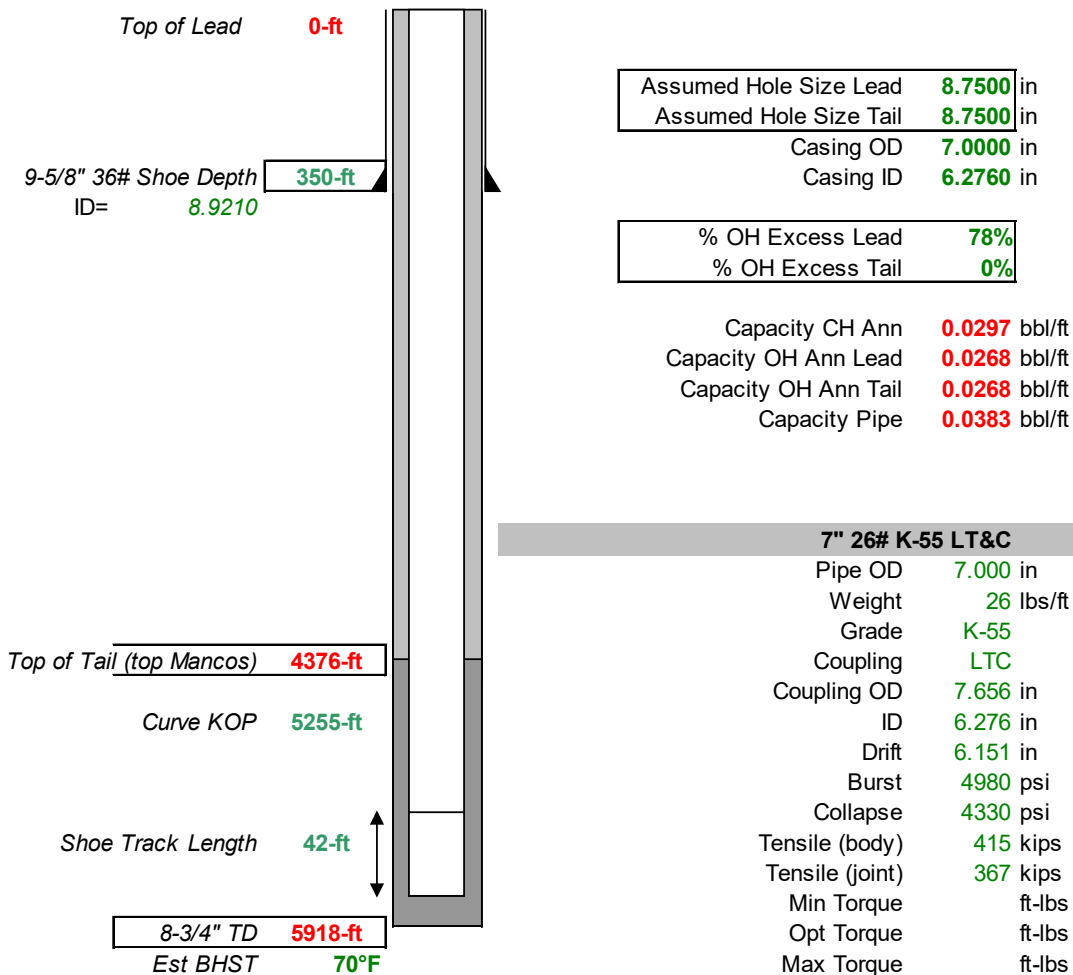 Top of Lead 0-ft
Assumed Hole Size Lead 8.7500 in
Assumed Hole Size Tail 8.7500 in
Casing OD 7.0000 in
9-5/8" 36# Shoe Depth 350-ft
Casing ID 6.2760 in
ID= 8.9210
% OH Excess Lead 78%
% OH Excess Tail 0%
Capacity CH Ann 0.0297 bbl/ft
Capacity OH Ann Lead 0.0268 bbl/ft
Capacity OH Ann Tail 0.0268 bbl/ft
Capacity Pipe 0.0383 bbl/ft
7" 26# K-55 LT&C
Pipe OD 7.000 in
Weight 26 lbs/ft
Grade K-55
Coupling LTC
Top of Tail (top Mancos) 4376-ft
Coupling OD 7.656 in
Curve KOP 5255-ft
ID 6.276 in
Drift 6.151 in
Burst 4980 psi
Collapse 4330 psi
Shoe Track Length 42-ft
Tensile (body) 415 kips
Tensile (joint) 367 kips
Min Torque ft-lbs
8-3/4" TD 5918-ft
Opt Torque ft-lbs
Est BHST 70°F
Max Torque ft-lbs